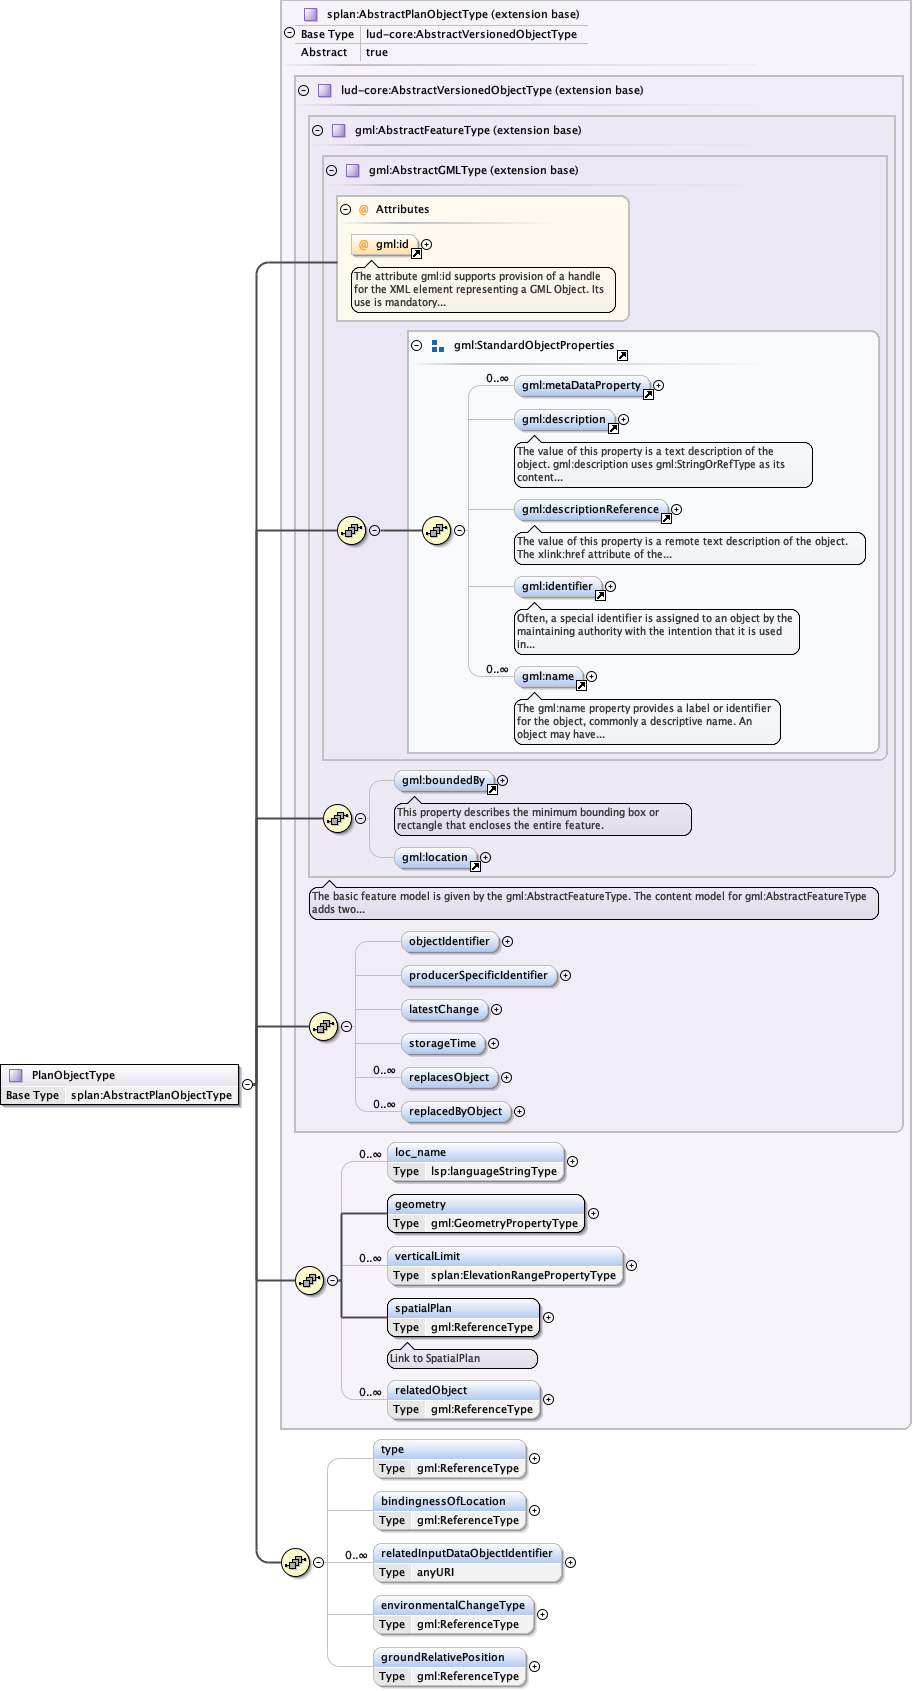 splan:AbstractPlanObjectType (extension base)
Base Type lud-core:AbstractVersionedObjectType
Abstract true
lud-core:AbstractVersionedObjectType (extension base)
gml:AbstractFeatureType (extension base)
gml:AbstractGMLType (extension base)
@ Attributes
@ gml:id
The attribute gml:id supports provision of a handle
for the XML element representing a GML Object. Its
use is mandatory...
gml:StandardObjectProperties
0..∞
gml:metaDataProperty
gml:description
The value of this property is a text description of the
object. gml:description uses gml:StringOrRefType as its
content...
gml:descriptionReference
The value of this property is a remote text description of the object.
The xlink:href attribute of the...
gml:identifier
Often, a special identifier is assigned to an object by the
maintaining authority with the intention that it is used
in...
0..∞
gml:name
The gml:name property provides a label or identifier
for the object, commonly a descriptive name. An
object may have...
gml:boundedBy
This property describes the minimum bounding box or
rectangle that encloses the entire feature.
gml:location
The basic feature model is given by the gml:AbstractFeatureType. The content model for gml:AbstractFeatureType
adds two...
objectIdentifier
producerSpecificIdentifier
latestChange
storageTime
0..∞
replacesObject
0..∞
replacedByObject
PlanObjectType
Base Type splan:AbstractPlanObjectType
0..∞
loc_name
Type lsp:languageStringType
geometry
Type gml:GeometryPropertyType
0..∞
verticalLimit
Type splan:ElevationRangePropertyType
spatialPlan
Type gml:ReferenceType
Link to SpatialPlan
0..∞
relatedObject
Type gml:ReferenceType
type
Type gml:ReferenceType
bindingnessOfLocation
Type gml:ReferenceType
0..∞
relatedInputDataObjectIdentifier
Type anyURI
environmentalChangeType
Type gml:ReferenceType
groundRelativePosition
Type gml:ReferenceType